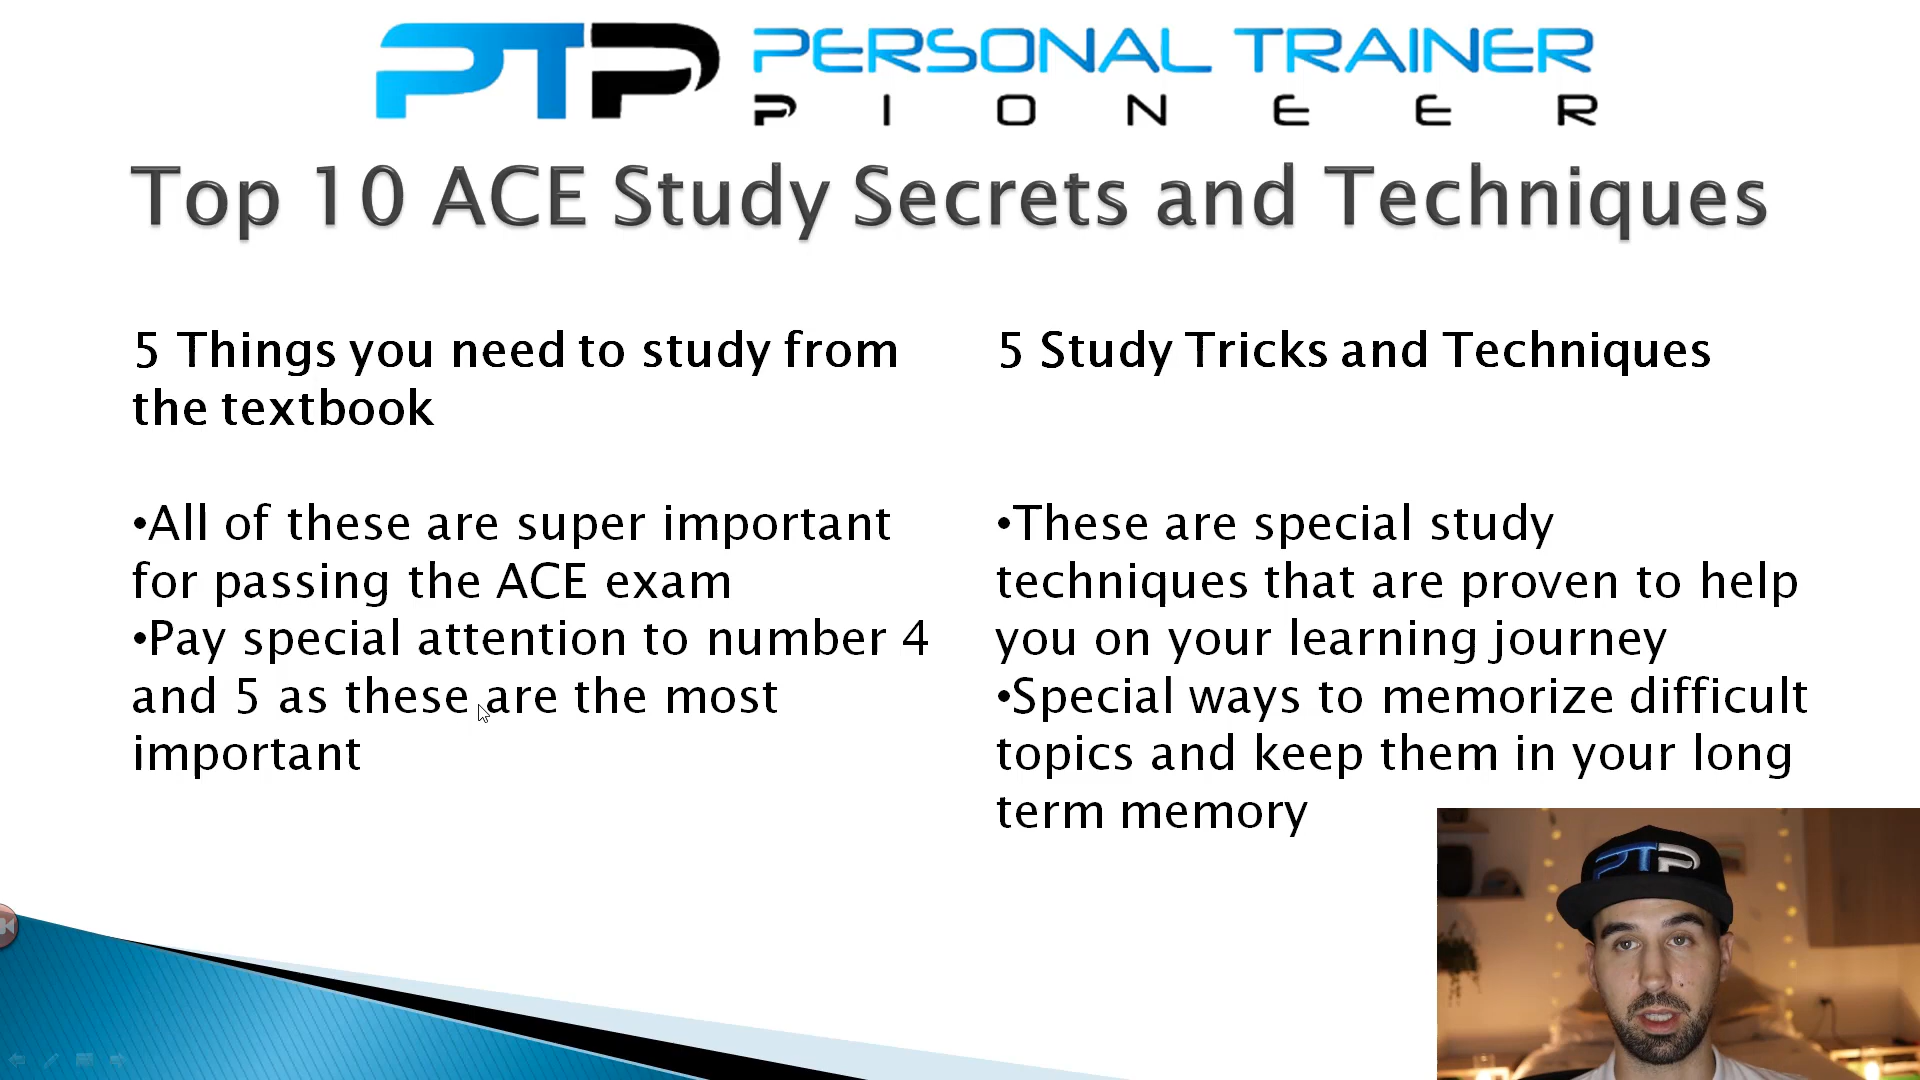 PTP PERSONAL TRAINER
PIONEER
Top 10 ACE Study Secrets and Techniques
5 Things you need to study from
the textbook
•All of these are super important
for passing the ACE exam
•Pay special attention to number 4
and 5 as these are the most
important
5 Study Tricks and Techniques
•These are special study
techniques that are proven to help
you on your learning journey
•Special ways to memorize difficult
topics and keep them in your long
term memory
PTP